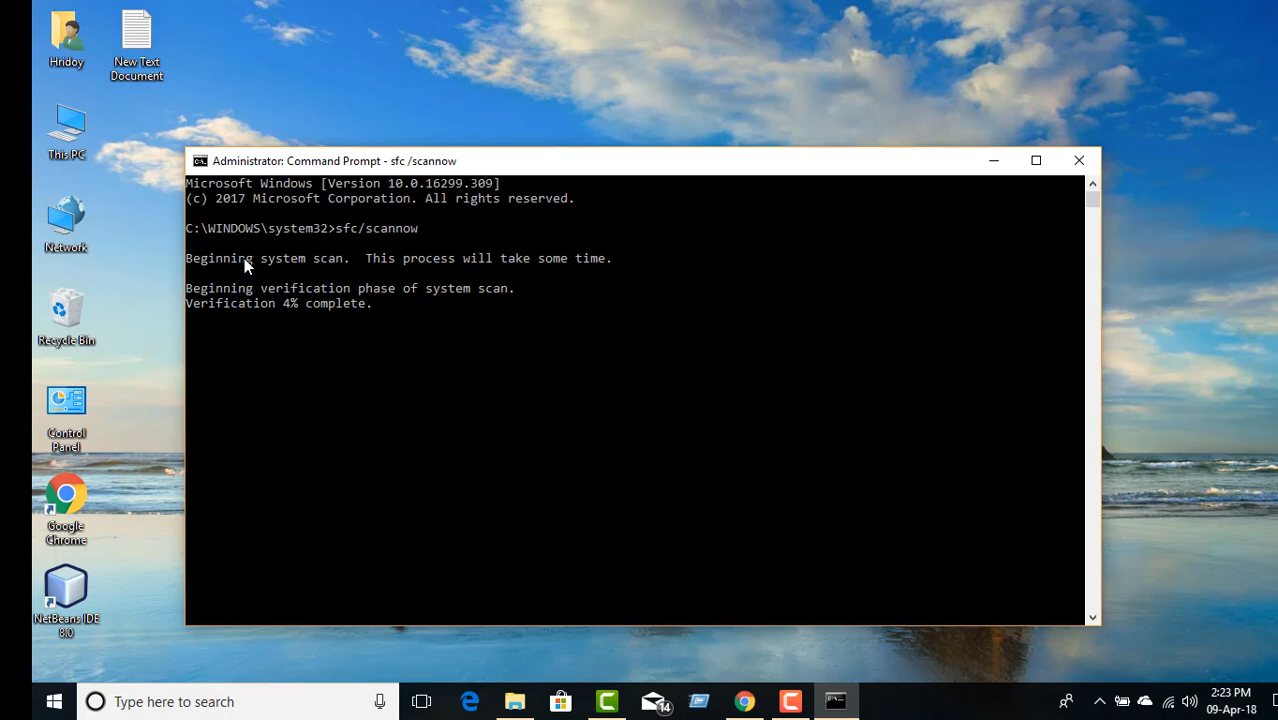 Hridoy
New Text
Document
This PC
Network
Recycle Bin
Control
Panel
Google
Chrome
NetBeans IDE
8.0
Administrator: Command Prompt - sfc /scannow
Microsoft Windows [Version 10.0.16299.309]
(c) 2017 Microsoft Corporation. All rights reserved.
C:\WINDOWS\system32>sfc/scannow
Beginning system scan.  This process will take some time.
Beginning verification phase of system scan.
Verification 4% complete.
Type here to search
14
2:23 PM
09-Apr-18